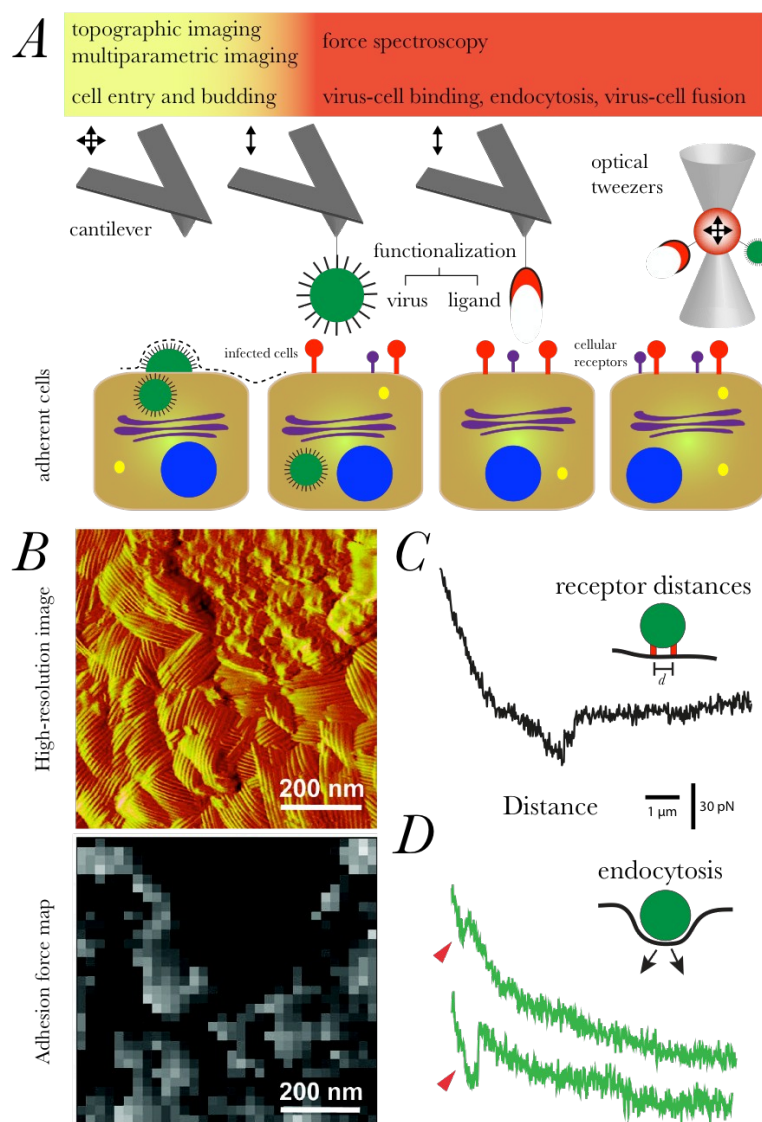 A
topographic imaging
multiparametric imaging
force spectroscopy
cell entry and budding
virus-cell binding, endocytosis, virus-cell fusion
optical
tweezers
cantilever
functionalization
virus ligand
infected cells
cellular
receptors
adherent cells
B
High-resolution image
200 nm
Adhesion force map
200 nm
C
receptor distances
d
Distance
1 μm
30 pN
D
endocytosis